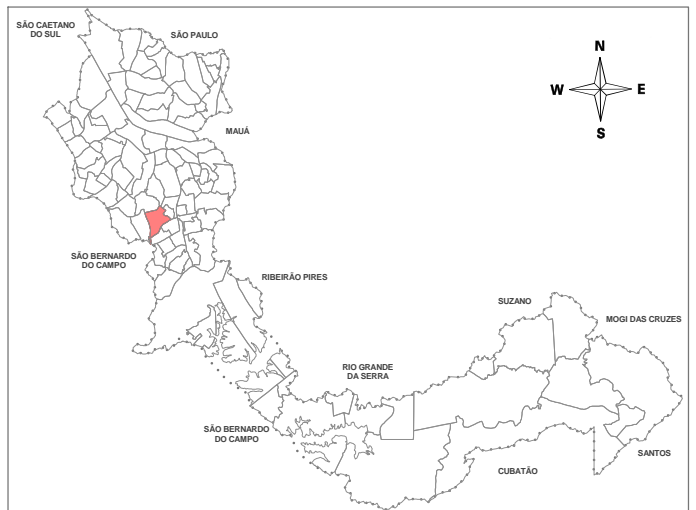 SÃO CAETANO
DO SUL
SÃO PAULO
N
W
E
S
MAUÁ
SÃO BERNARDO
DO CAMPO
RIBEIRÃO PIRES
SUZANO
MOGI DAS CRUZES
RIO GRANDE
DA SERRA
SÃO BERNARDO
DO CAMPO
SANTOS
CUBATÃO